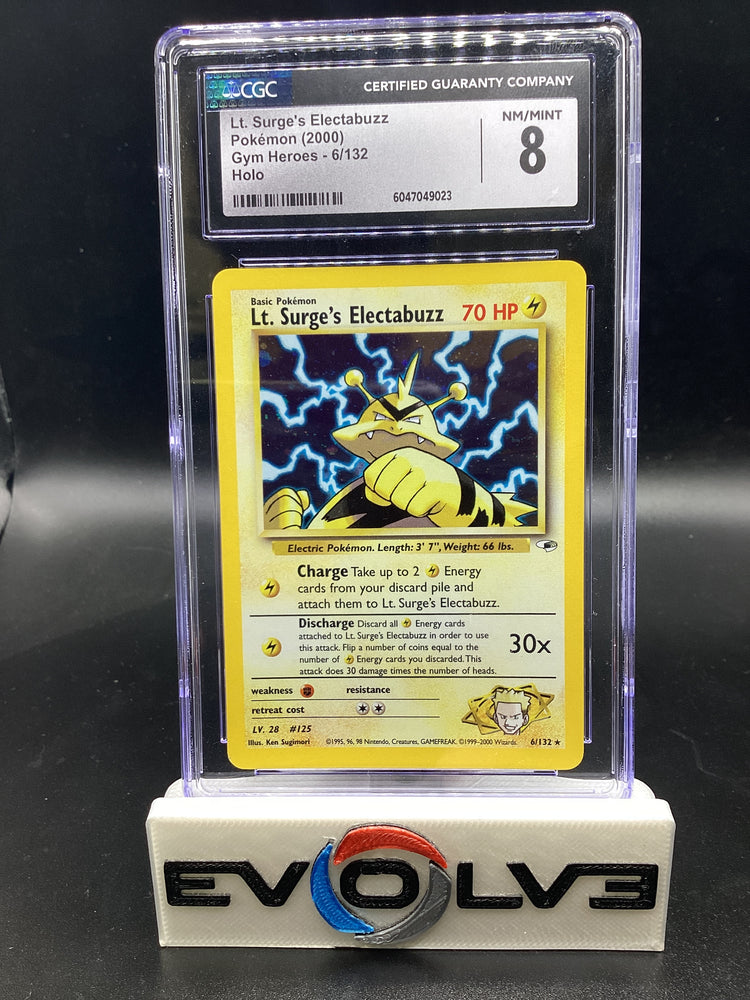 CGC
CERTIFIED GUARANTY COMPANY
Lt. Surge's Electabuzz
Pokémon (2000)
Gym Heroes - 6/132
Holo
NM/MINT
8
6047049023
Basic Pokémon
Lt. Surge's Electabuzz 70 HP
Electric Pokémon. Length: 3' 7", Weight: 66 lbs.
Charge Take up to 2 Energy
cards from your discard pile and
attach them to Lt. Surge's Electabuzz.
Discharge Discard all Energy cards
attached to Lt. Surge's Electabuzz in order to use
this attack. Flip a number of coins equal to the
number of Energy cards you discarded. This
attack does 30 damage times the number of heads.
30x
weakness resistance
retreat cost
LV. 28 #125
Illus. Ken Sugimori ©1995, 96, 98 Nintendo, Creatures, GAMEFREAK. ©1999-2000 Wizards. 6/132 ★
EVOLV3